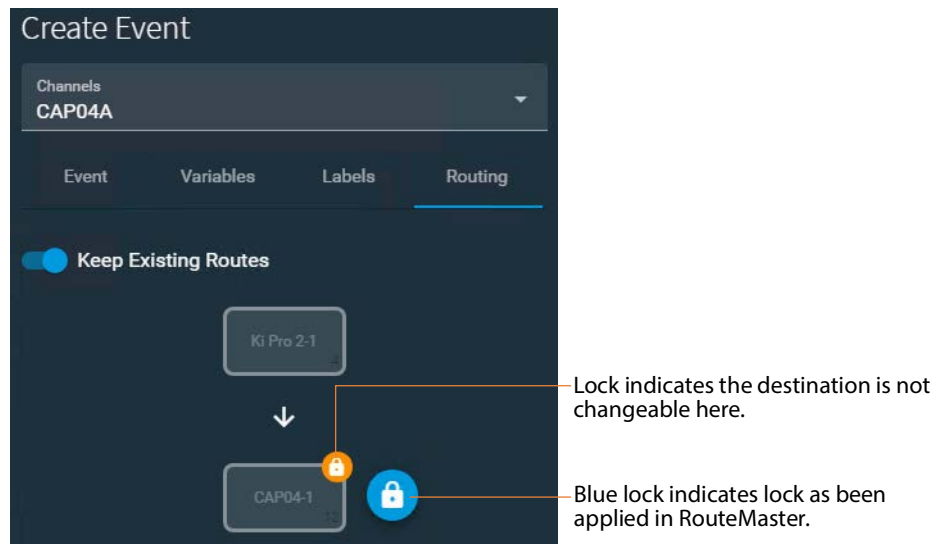 Create Event
Channels
CAP04A
Event Variables Labels Routing
Keep Existing Routes
Ki Pro 2-1
4
Lock indicates the destination is not
changeable here.
CAP04-1
Blue lock indicates lock as been
applied in RouteMaster.